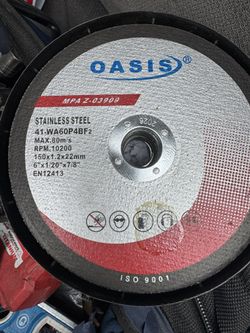 OASIS®
MPA Z-03909
STAINLESS STEEL
41-WA60P4BF2
MAX.80m/s
RPM.10200
150x1.2x22mm
6"x1/20"x7/8"
EN12413
ISO 9001